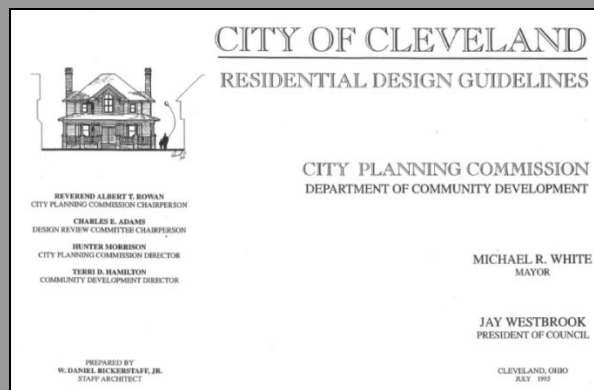 CITY OF CLEVELAND
RESIDENTIAL DESIGN GUIDELINES
CITY PLANNING COMMISSION
DEPARTMENT OF COMMUNITY DEVELOPMENT
REVEREND ALBERT T. ROWAN
CITY PLANNING COMMISSION CHAIRPERSON
CHARLES E. ADAMS
DESIGN REVIEW COMMITTEE CHAIRPERSON
HUNTER MORRISON
CITY PLANNING COMMISSION DIRECTOR
TERRI D. HAMILTON
COMMUNITY DEVELOPMENT DIRECTOR
MICHAEL R. WHITE
MAYOR
JAY WESTBROOK
PRESIDENT OF COUNCIL
PREPARED BY
W. DANIEL BICKERSTAFF, JR.
STAFF ARCHITECT
CLEVELAND, OHIO
JULY 1995